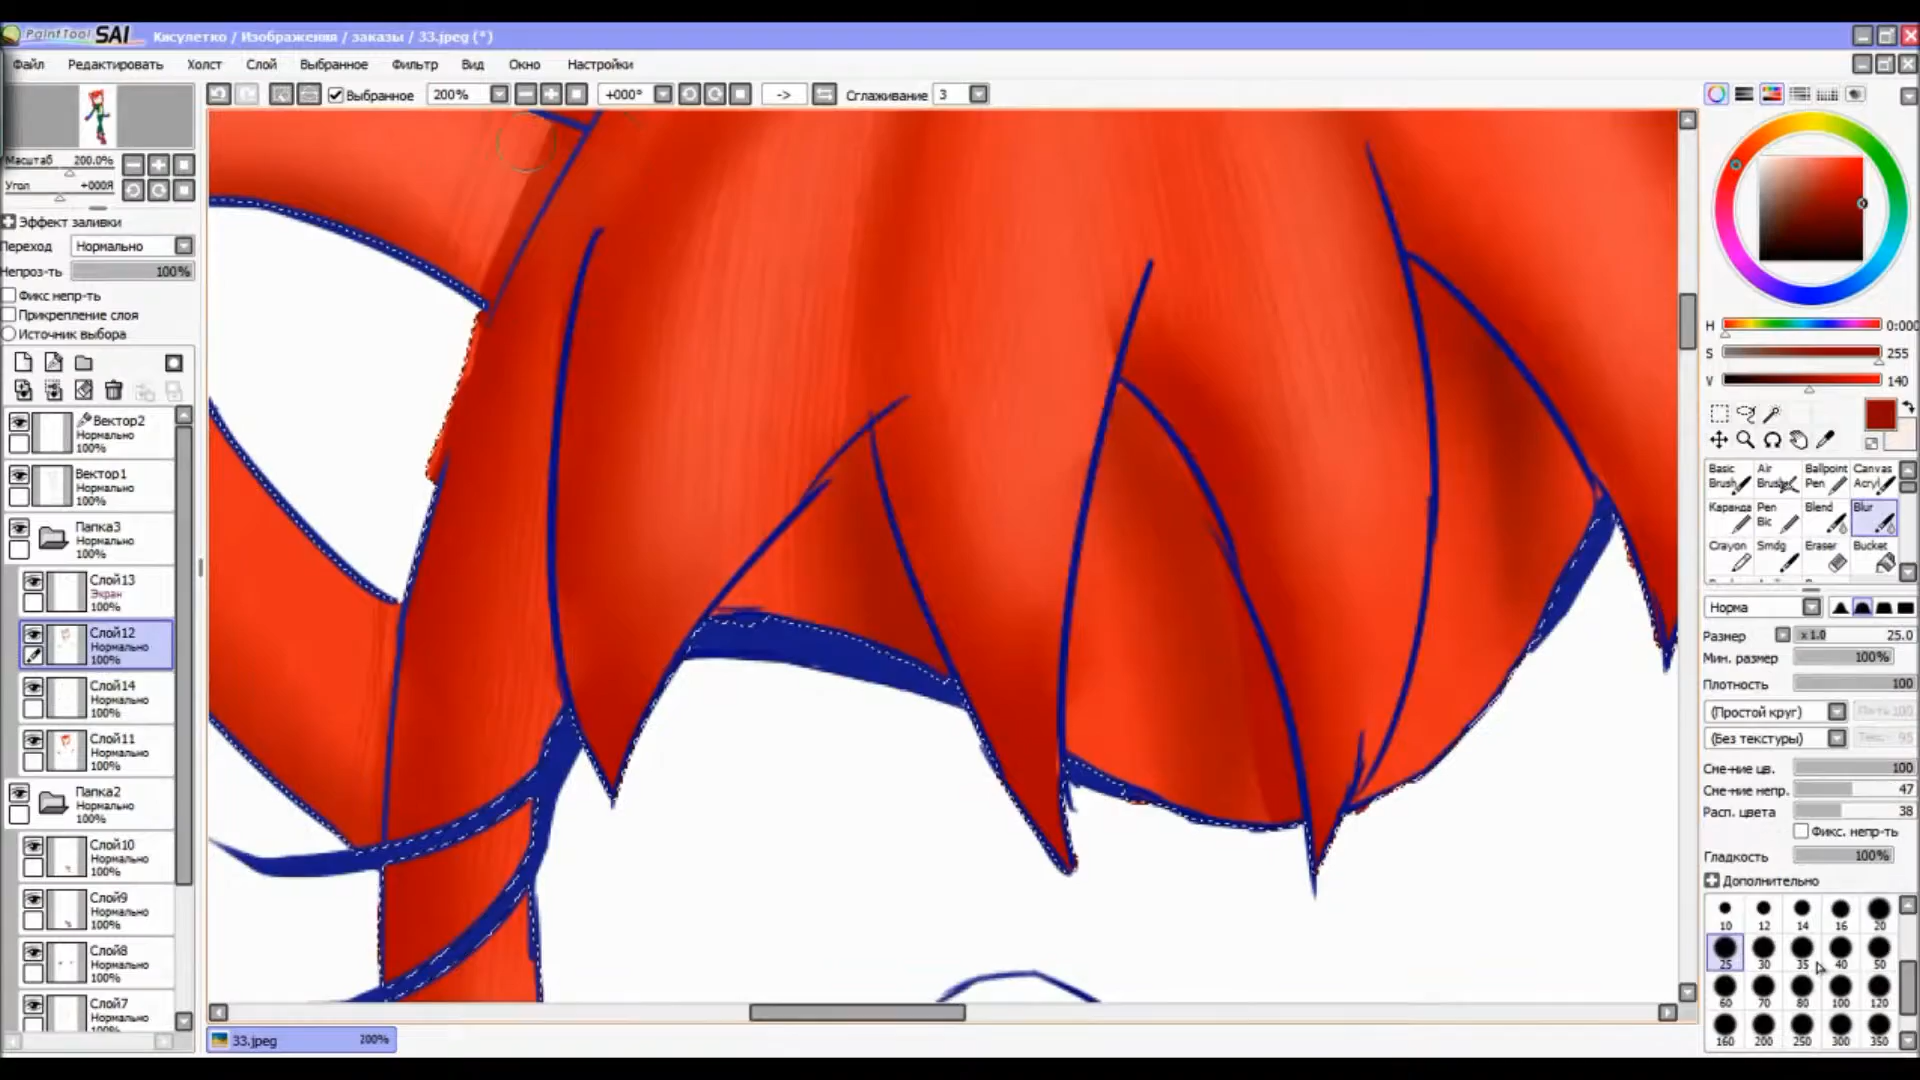 PaintTool SAI Кисулетко / Изображения / заказы / 33.jpeg (*)
Файл Редактировать Холст Слой Выбранное Фильтр Вид Окно Настройки
Выбранное 200% +000° -> Сглаживание 3
Масштаб 200.0%
Угол +000Я
Эффект заливки
Переход Нормально
Непроз-ть 100%
Фикс непр-ть
Прикрепление слоя
Источник выбора
Вектор2
Нормально
100%
Вектор1
Нормально
100%
Папка3
Нормально
100%
Слой13
Экран
100%
Слой12
Нормально
100%
Слой14
Нормально
100%
Слой11
Нормально
100%
Папка2
Нормально
100%
Слой10
Нормально
100%
Слой9
Нормально
100%
Слой8
Нормально
100%
Слой7
Нормально
33.jpeg 200%
H 0:000
S 255
V 140
Basic Brush Air Brush Ballpoint Pen Canvas Acryl
Каранда Pen Bic Blend Blur
Crayon Smdg Eraser Bucket
Норма
Размер x 1.0 25.0
Мин. размер 100%
Плотность 100
(Простой круг)
(Без текстуры)
Сме-ние цв. 100
Сме-ние непр. 47
Расп. цвета 38
Фикс. непр-ть
Гладкость 100%
Дополнительно
10 12 14 16 20
25 30 35 40 50
60 70 80 100 120
160 200 250 300 350